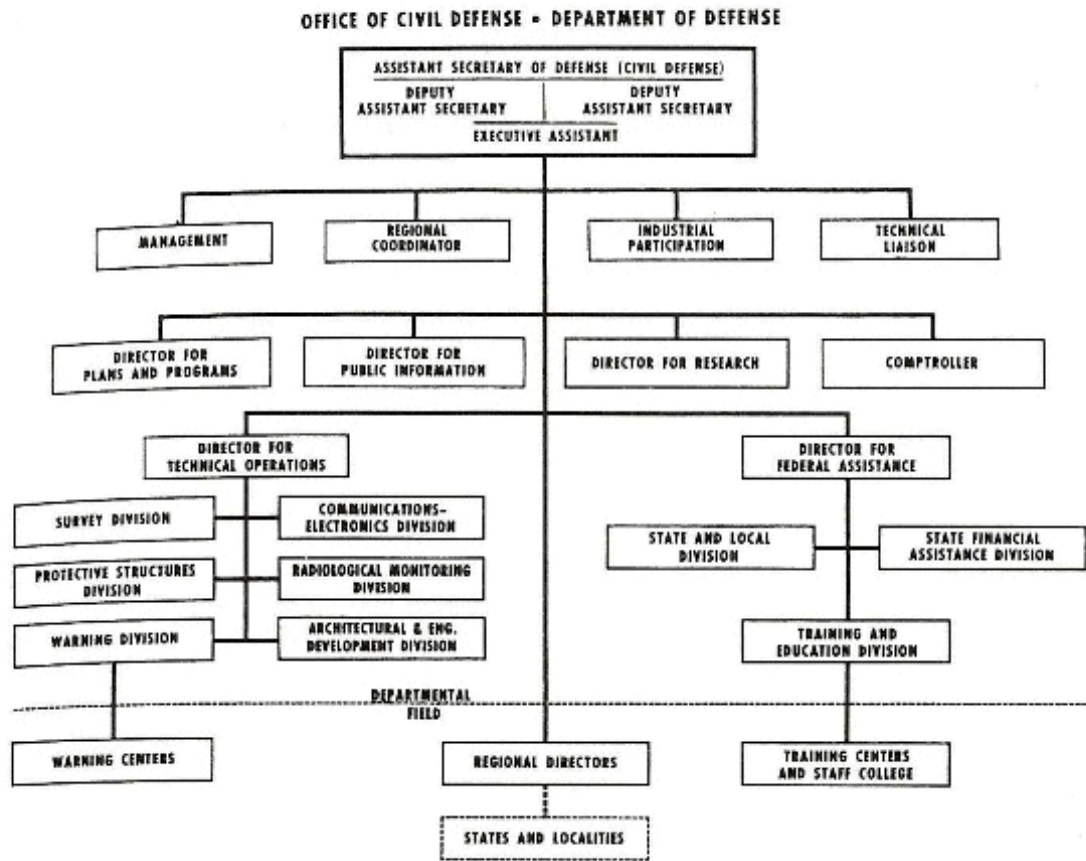 OFFICE OF CIVIL DEFENSE • DEPARTMENT OF DEFENSE
ASSISTANT SECRETARY OF DEFENSE (CIVIL DEFENSE)
DEPUTY
ASSISTANT SECRETARY
DEPUTY
ASSISTANT SECRETARY
EXECUTIVE ASSISTANT
MANAGEMENT
REGIONAL
COORDINATOR
INDUSTRIAL
PARTICIPATION
TECHNICAL
LIAISON
DIRECTOR FOR
PLANS AND PROGRAMS
DIRECTOR FOR
PUBLIC INFORMATION
DIRECTOR FOR RESEARCH
COMPTROLLER
DIRECTOR FOR
TECHNICAL OPERATIONS
DIRECTOR FOR
FEDERAL ASSISTANCE
SURVEY DIVISION
COMMUNICATIONS-
ELECTRONICS DIVISION
STATE AND LOCAL
DIVISION
STATE FINANCIAL
ASSISTANCE DIVISION
PROTECTIVE STRUCTURES
DIVISION
RADIOLOGICAL MONITORING
DIVISION
WARNING DIVISION
ARCHITECTURAL & ENG.
DEVELOPMENT DIVISION
TRAINING AND
EDUCATION DIVISION
DEPARTMENTAL
FIELD
WARNING CENTERS
REGIONAL DIRECTORS
TRAINING CENTERS
AND STAFF COLLEGE
STATES AND LOCALITIES